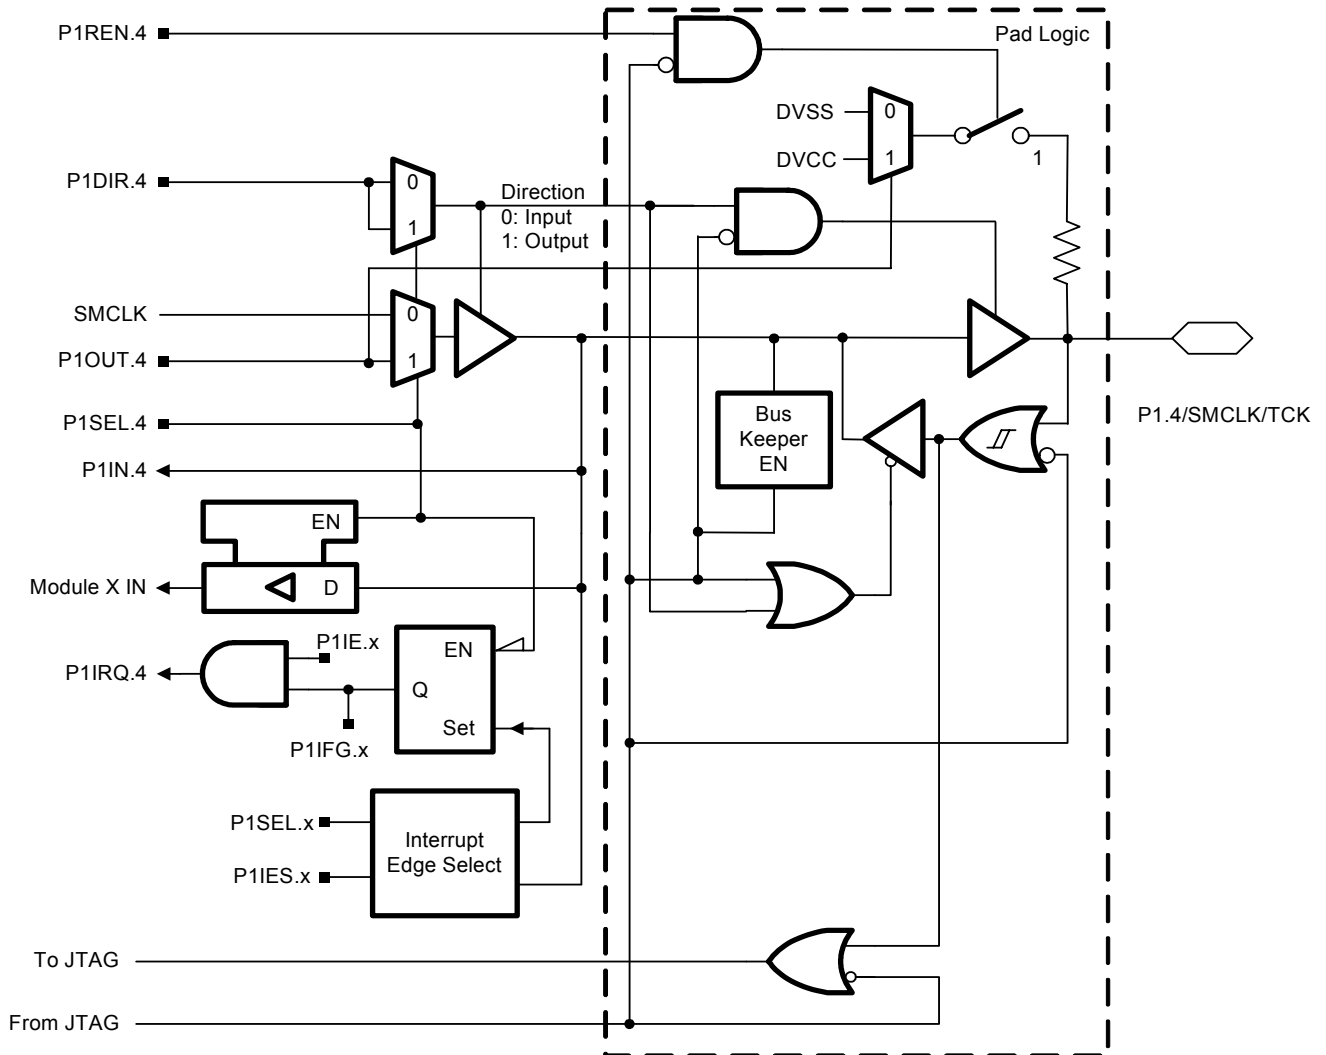 P1REN.4
Pad Logic
DVSS
0
DVCC
1
1
P1DIR.4
0
1
Direction
0: Input
1: Output
SMCLK
0
P1OUT.4
1
P1SEL.4
P1.4/SMCLK/TCK
Bus
Keeper
EN
P1IN.4
EN
Module X IN
D
P1IE.x
P1IRQ.4
EN
Q
Set
P1IFG.x
P1SEL.x
Interrupt
Edge Select
P1IES.x
To JTAG
From JTAG